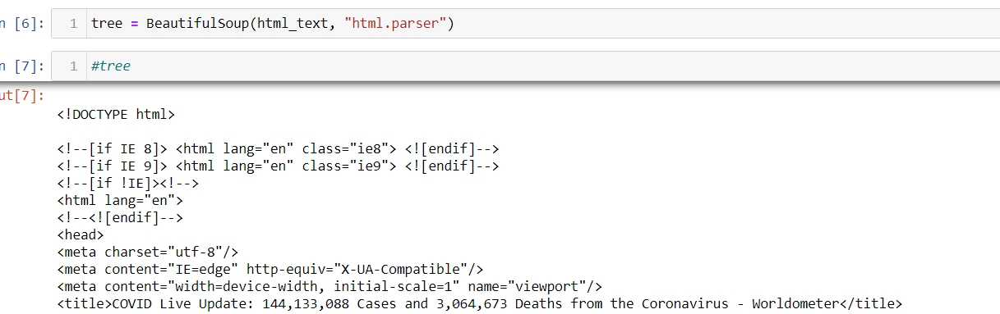 n [6]: 1 tree = BeautifulSoup(html_text, "html.parser")
n [7]: 1 #tree
ut[7]:
<!DOCTYPE html>
<!--[if IE 8]> <html lang="en" class="ie8"> <![endif]-->
<!--[if IE 9]> <html lang="en" class="ie9"> <![endif]-->
<!--[if !IE]><!-->
<html lang="en">
<!--<![endif]-->
<head>
<meta charset="utf-8"/>
<meta content="IE=edge" http-equiv="X-UA-Compatible"/>
<meta content="width=device-width, initial-scale=1" name="viewport"/>
<title>COVID Live Update: 144,133,088 Cases and 3,064,673 Deaths from the Coronavirus - Worldometer</title>